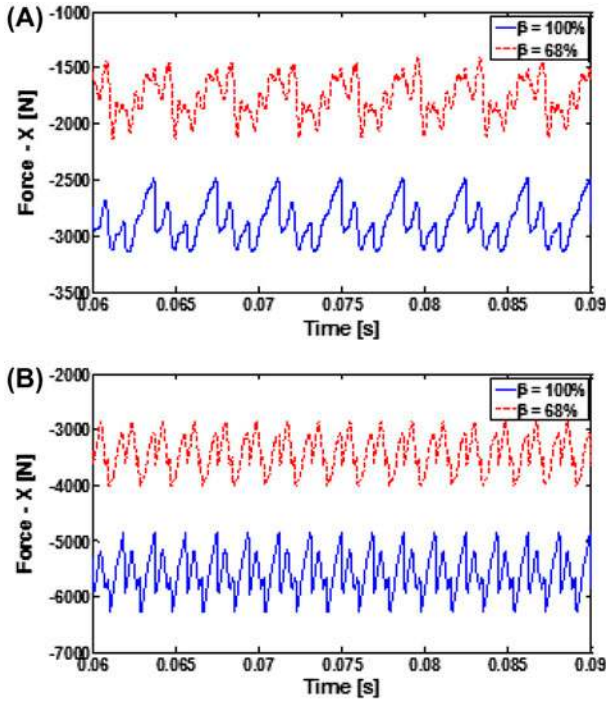 (A)
-1000
-1500
-2000
-2500
-3000
-3500
Force - X [N]
β = 100%
β = 68%
0.06 0.065 0.07 0.075 0.08 0.085 0.09
Time [s]
(B)
-2000
-3000
-4000
-5000
-6000
-7000
Force - X [N]
β = 100%
β = 68%
0.06 0.065 0.07 0.075 0.08 0.085 0.09
Time [s]